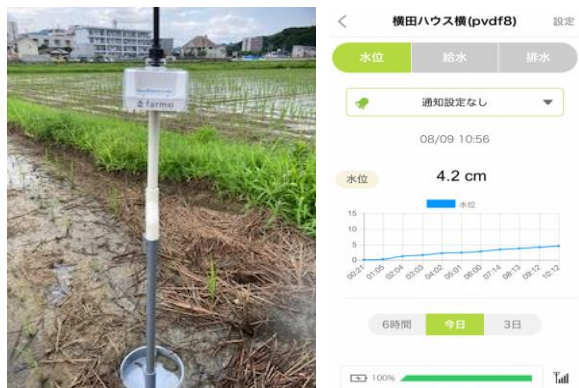 farmo
横田ハウス横(pvdf8)
設定
水位
給水
排水
通知設定なし
08/09 10:56
水位
4.2 cm
水位
15
10
5
0
00:21 01:05 02:04 03:03 04:02 05:01 06:00 07:14 08:13 09:12 10:12
6時間
今日
3日
100%